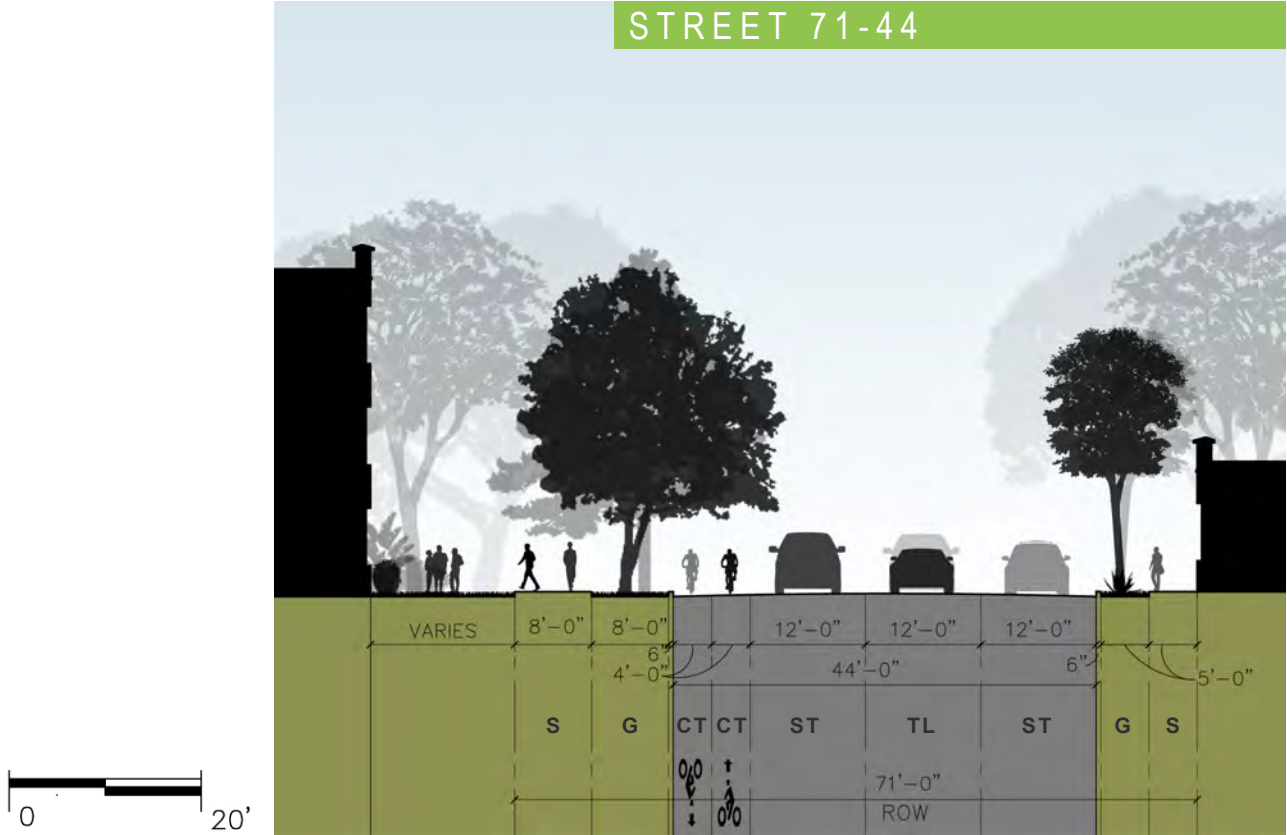 STREET 71-44
VARIES 8'-0" 8'-0" 12'-0" 12'-0" 12'-0"
6" 6"
4'-0" 44'-0" 5'-0"
S G CT CT ST TL ST G S
71'-0"
ROW
0 20'